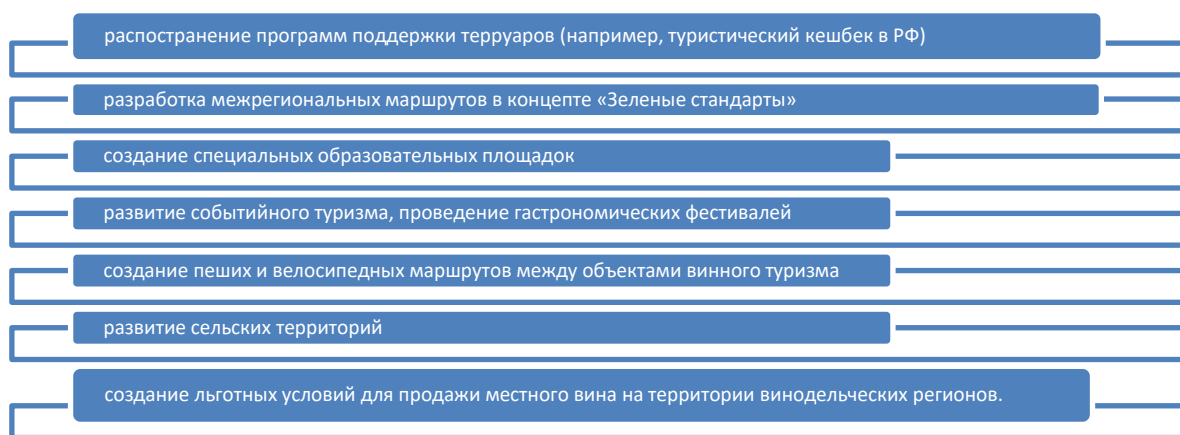 распостранение программ поддержки терруаров (например, туристический кешбек в РФ)
разработка межрегиональных маршрутов в концепте «Зеленые стандарты»
создание специальных образовательных площадок
развитие событийного туризма, проведение гастрономических фестивалей
создание пеших и велосипедных маршрутов между объектами винного туризма
развитие сельских территорий
создание льготных условий для продажи местного вина на территории винодельческих регионов.